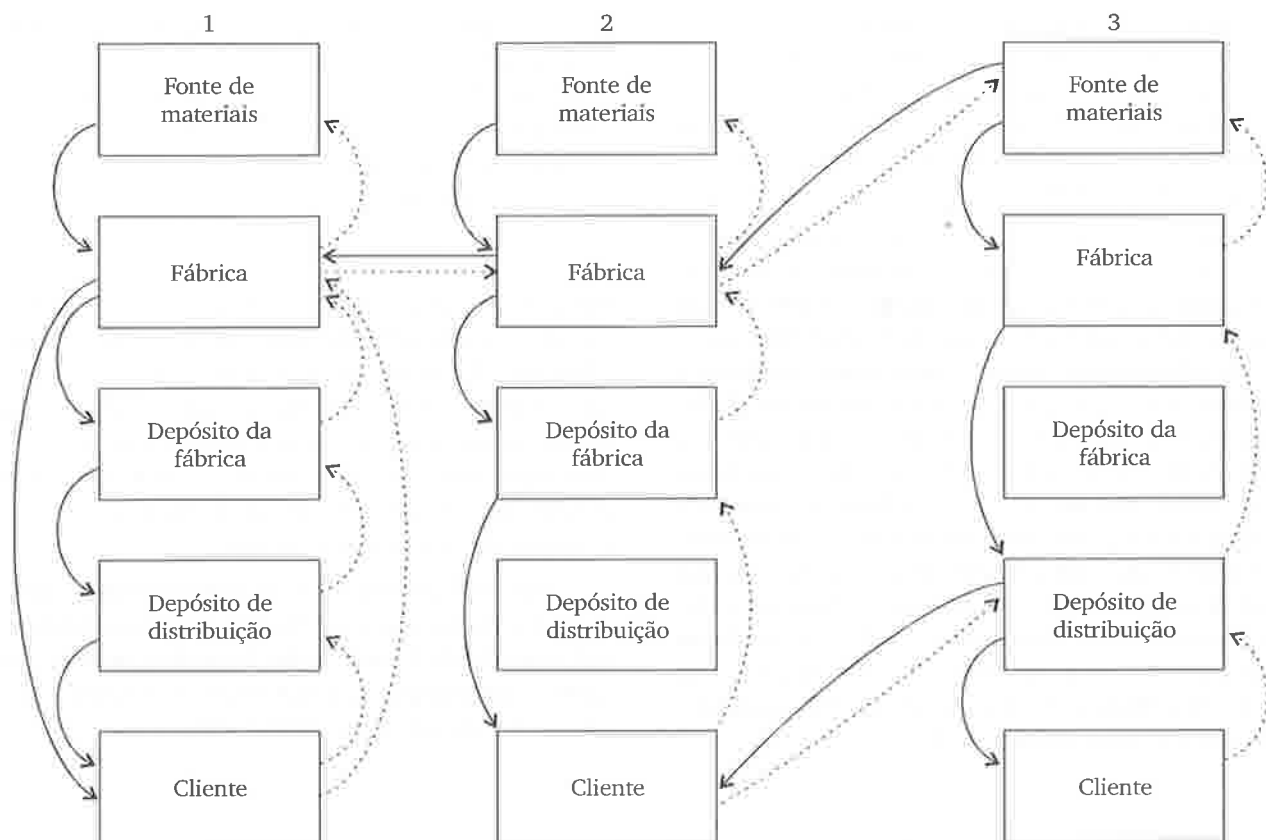 1
2
3
Fonte de
materiais
Fonte de
materiais
Fonte de
materiais
Fábrica
Fábrica
Fábrica
Depósito da
fábrica
Depósito da
fábrica
Depósito da
fábrica
Depósito de
distribuição
Depósito de
distribuição
Depósito de
distribuição
Cliente
Cliente
Cliente